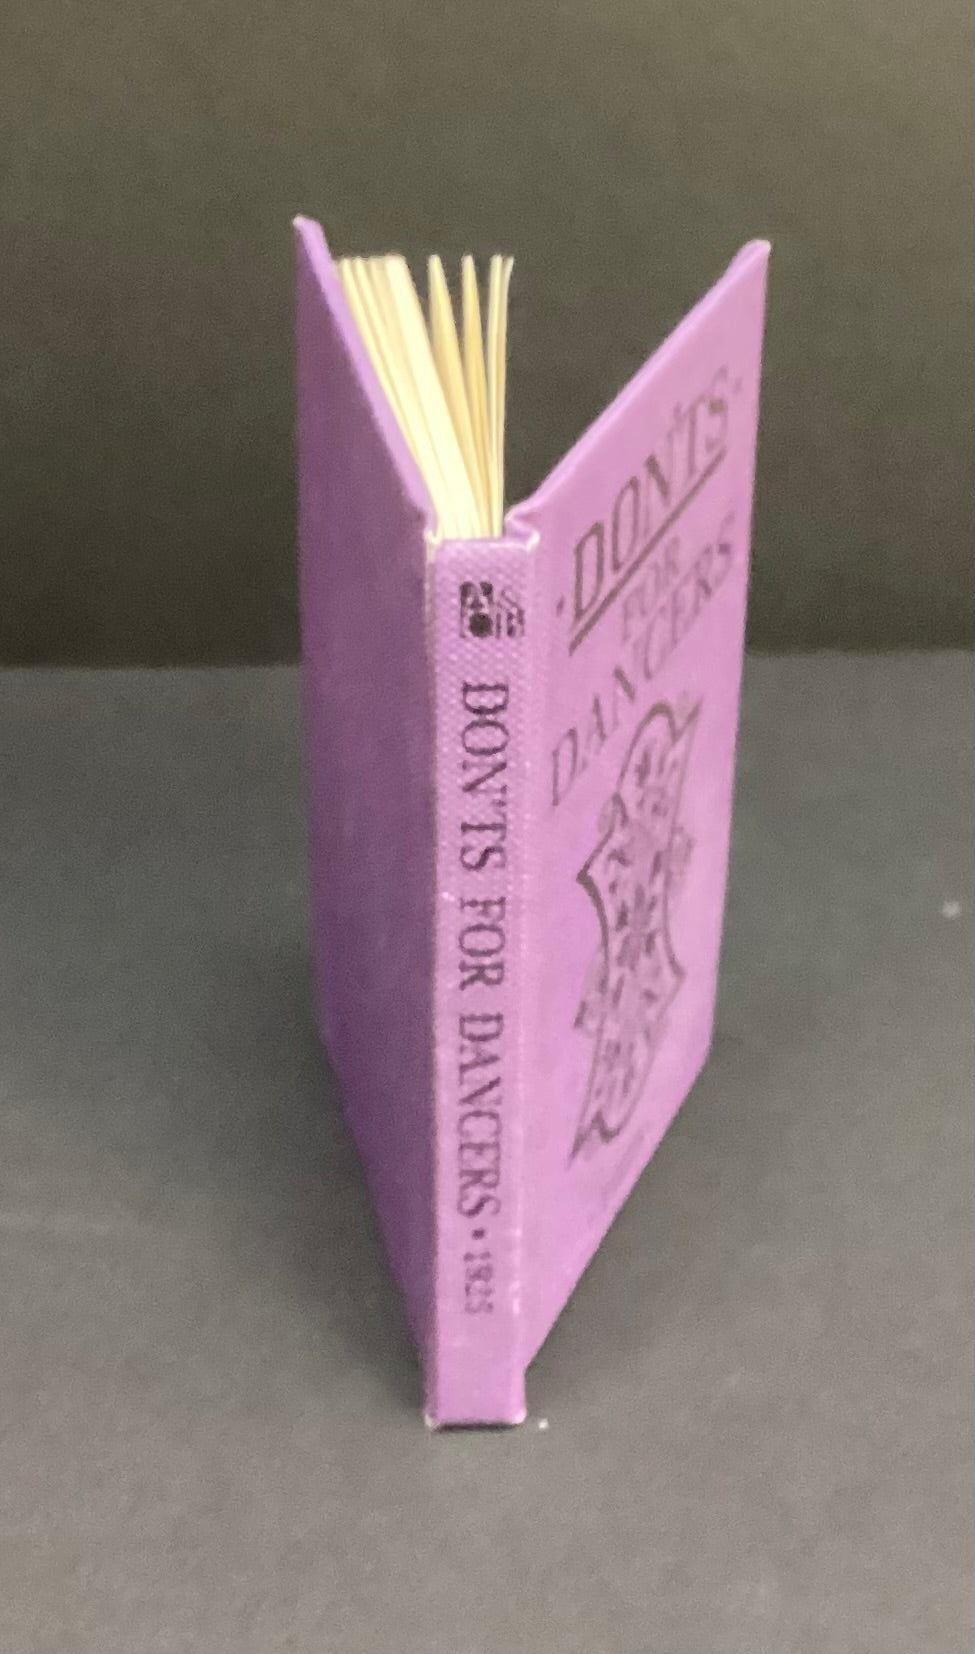 DON'TS FOR DANCERS • 1925
• DON'TS •
FOR
DANCERS